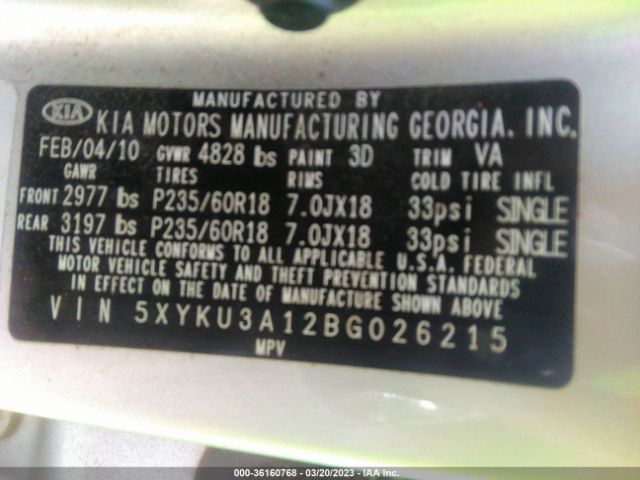 MANUFACTURED BY
KIA KIA MOTORS MANUFACTURING GEORGIA. INC.
FEB/04/10 GVWR 4828 lbs PAINT 3D TRIM VA
GAWR TIRES RIMS COLD TIRE INFL
FRONT 2977 lbs P235/60R18 7.0JX18 33psi SINGLE
REAR 3197 lbs P235/60R18 7.0JX18 33psi SINGLE
THIS VEHICLE CONFORMS TO ALL APPLICABLE U.S.A. FEDERAL
MOTOR VEHICLE SAFETY AND THEFT PREVENTION STANDARDS
IN EFFECT ON THE DATE OF MANUFACTURE SHOWN ABOVE
VIN 5XYKU3A12BG026215
MPV
000-36160768 — 03/20/2023 — IAA Inc.